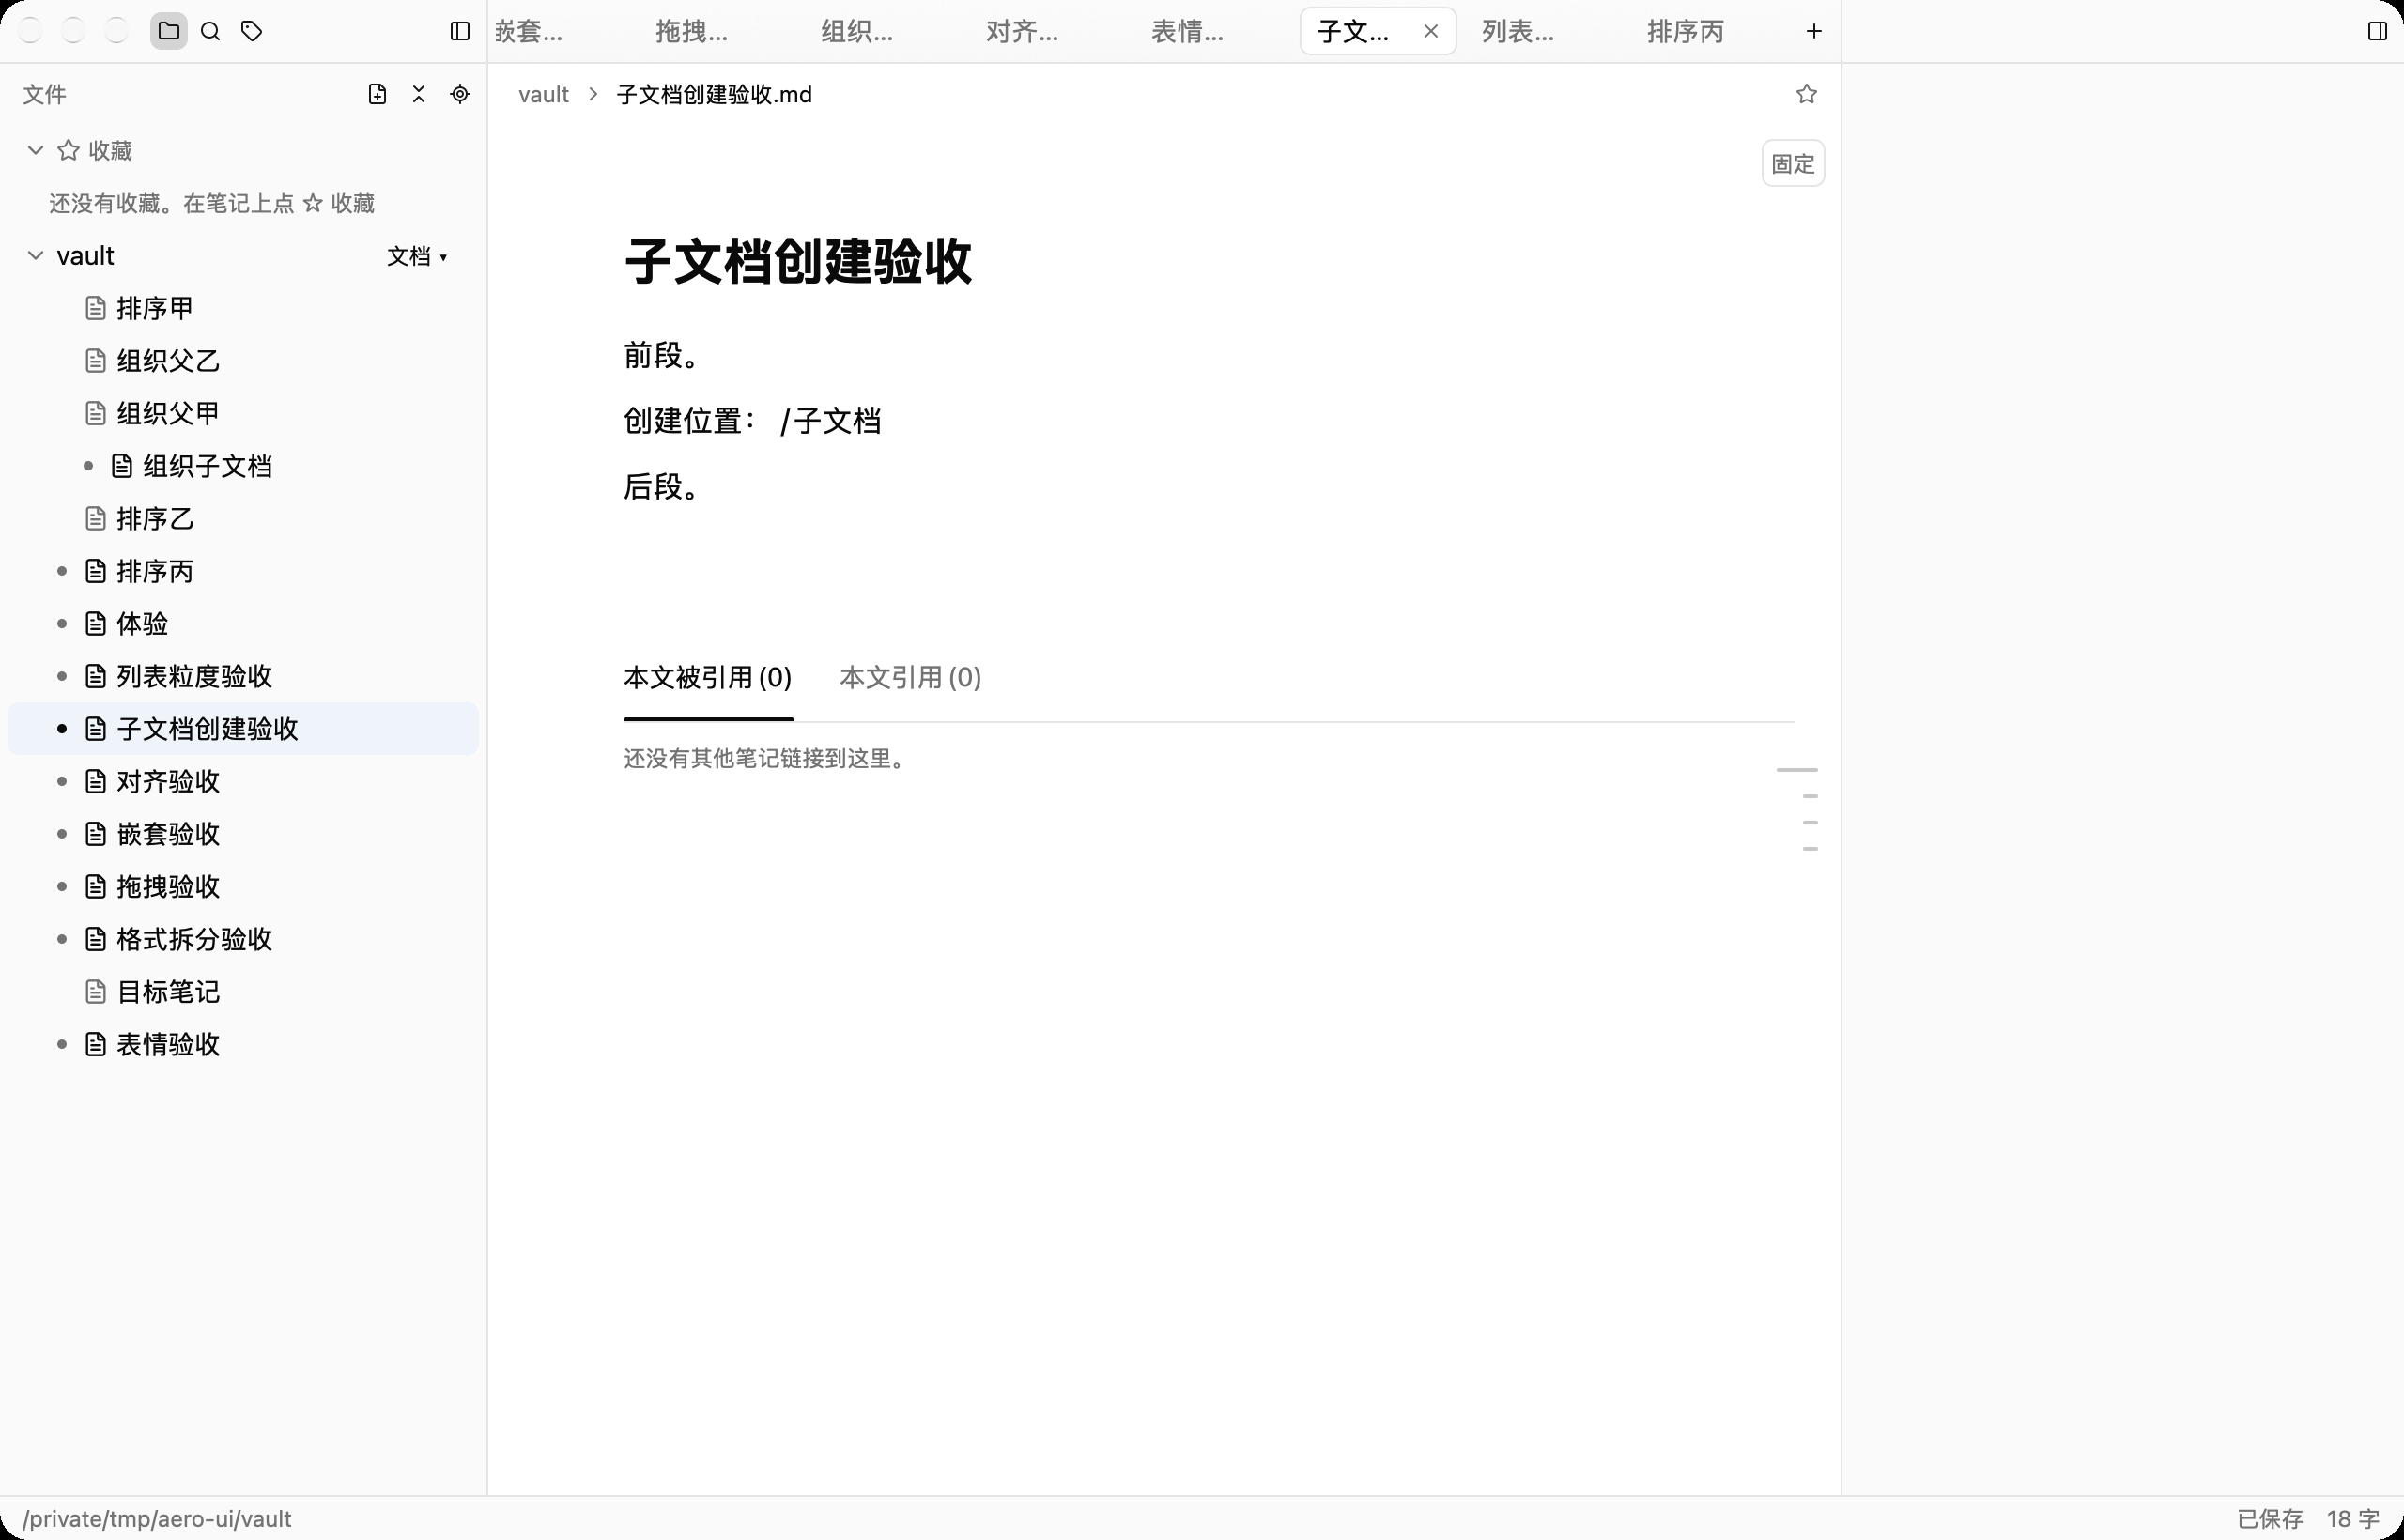 嵌套...
拖拽...
组织...
对齐...
表情...
子文...
列表...
排序丙
文件
vault
子文档创建验收.md
收藏
固定
还没有收藏。在笔记上点 ☆ 收藏
vault
文档
子文档创建验收
排序甲
前段。
组织父乙
组织父甲
创建位置： /子文档
组织子文档
后段。
排序乙
排序丙
体验
列表粒度验收
本文被引用 (0)
本文引用 (0)
子文档创建验收
还没有其他笔记链接到这里。
对齐验收
嵌套验收
拖拽验收
格式拆分验收
目标笔记
表情验收
/private/tmp/aero-ui/vault
已保存
18 字